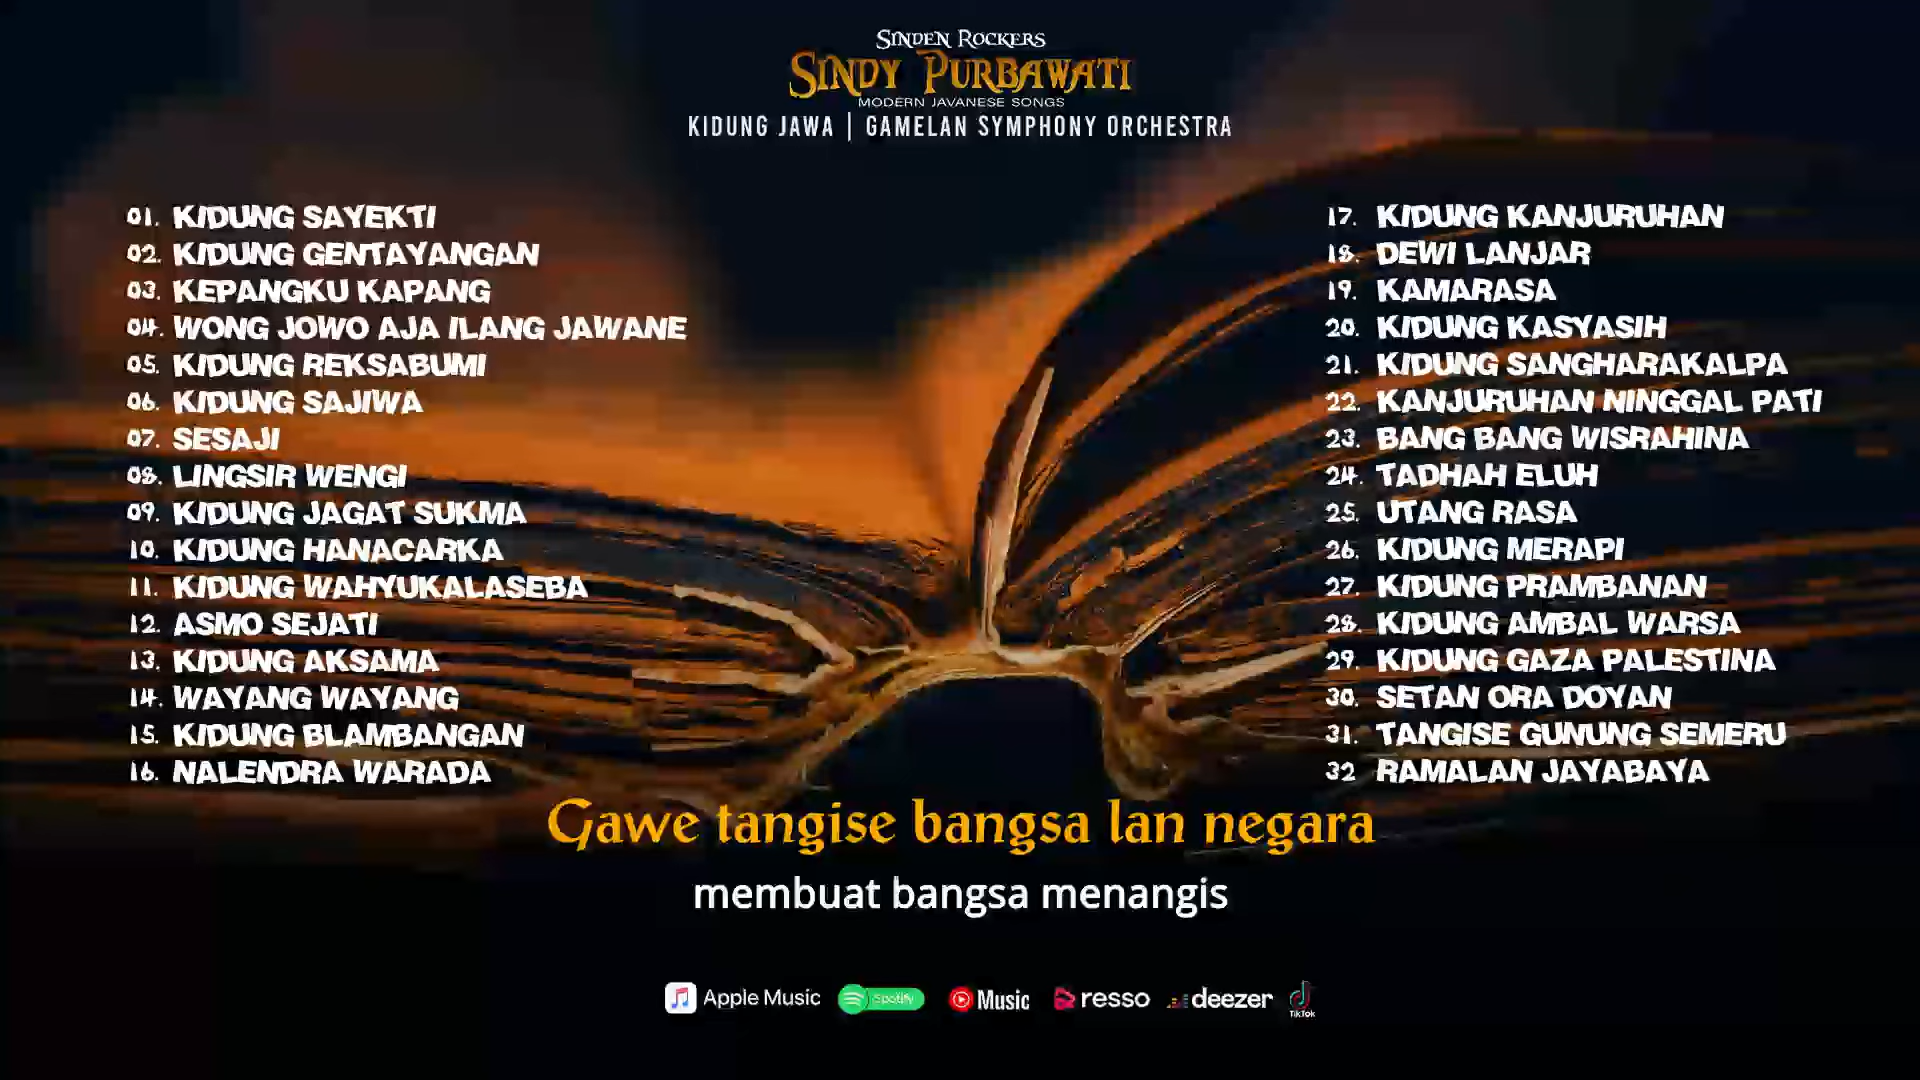 SINDEN ROCKERS
SINDY PURBAWATI
MODERN JAVANESE SONGS
KIDUNG JAWA | GAMELAN SYMPHONY ORCHESTRA
01. KIDUNG SAYEKTI
02. KIDUNG GENTAYANGAN
03. KEPANGKU KAPANG
04. WONG JOWO AJA ILANG JAWANE
05. KIDUNG REKSABUMI
06. KIDUNG SAJIWA
07. SESAJI
08. LINGSIR WENGI
09. KIDUNG JAGAT SUKMA
10. KIDUNG HANACARKA
11. KIDUNG WAHYUKALASEBA
12. ASMO SEJATI
13. KIDUNG AKSAMA
14. WAYANG WAYANG
15. KIDUNG BLAMBANGAN
16. NALENDRA WARADA
17. KIDUNG KANJURUHAN
18. DEWI LANJAR
19. KAMARASA
20. KIDUNG KASYASIH
21. KIDUNG SANGHARAKALPA
22. KANJURUHAN NINGGAL PATI
23. BANG BANG WISRAHINA
24. TADHAH ELUH
25. UTANG RASA
26. KIDUNG MERAPI
27. KIDUNG PRAMBANAN
28. KIDUNG AMBAL WARSA
29. KIDUNG GAZA PALESTINA
30. SETAN ORA DOYAN
31. TANGISE GUNUNG SEMERU
32 RAMALAN JAYABAYA
Gawe tangise bangsa lan negara
membuat bangsa menangis
Apple Music Spotify Music resso deezer TikTok